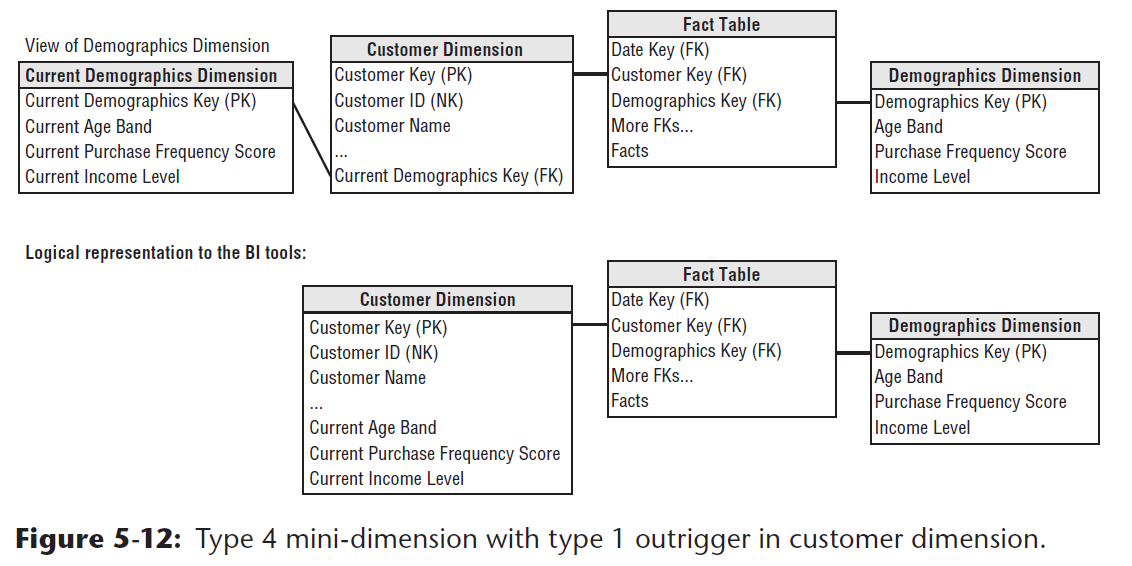 View of Demographics Dimension
Current Demographics Dimension
Current Demographics Key (PK)
Current Age Band
Current Purchase Frequency Score
Current Income Level
Customer Dimension
Customer Key (PK)
Customer ID (NK)
Customer Name
...
Current Demographics Key (FK)
Fact Table
Date Key (FK)
Customer Key (FK)
Demographics Key (FK)
More FKs...
Facts
Demographics Dimension
Demographics Key (PK)
Age Band
Purchase Frequency Score
Income Level
Logical representation to the BI tools:
Customer Dimension
Customer Key (PK)
Customer ID (NK)
Customer Name
...
Current Age Band
Current Purchase Frequency Score
Current Income Level
Fact Table
Date Key (FK)
Customer Key (FK)
Demographics Key (FK)
More FKs...
Facts
Demographics Dimension
Demographics Key (PK)
Age Band
Purchase Frequency Score
Income Level
Figure 5-12: Type 4 mini-dimension with type 1 outrigger in customer dimension.